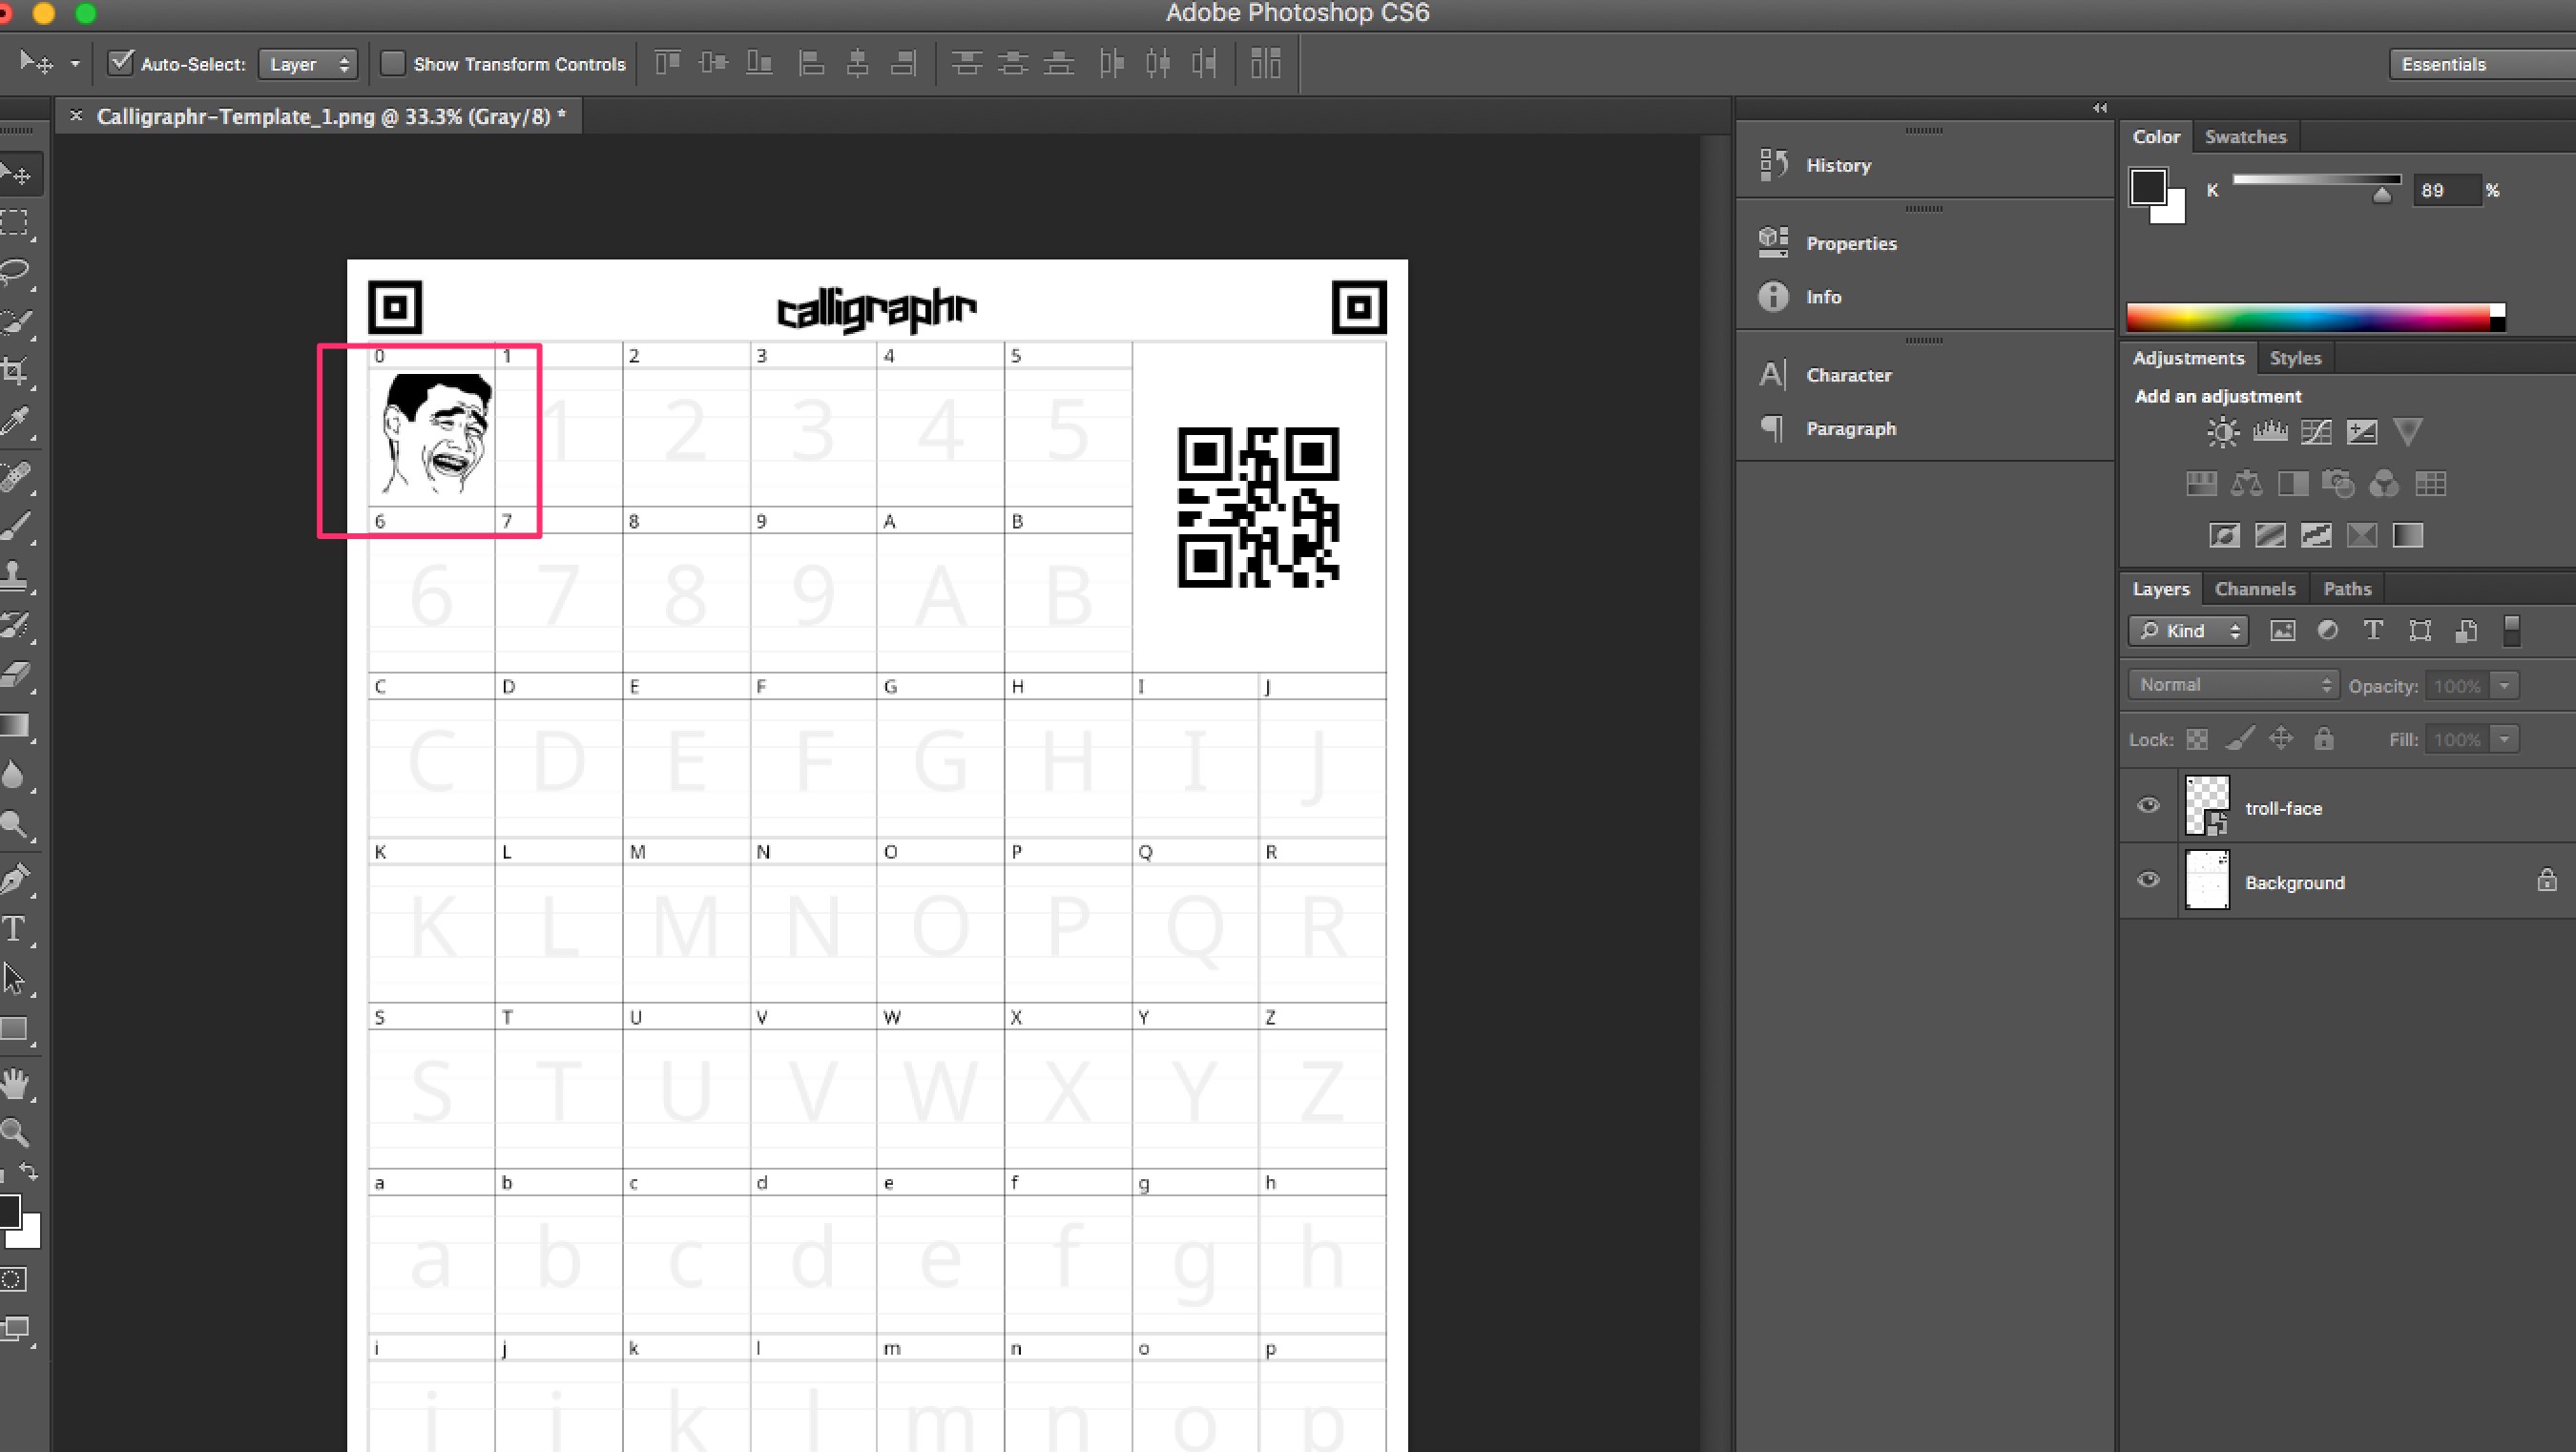 Adobe Photoshop CS6
Auto-Select: Layer Show Transform Controls Essentials
Calligraphr-Template_1.png @ 33.3% (Gray/8) *
History
Properties
Info
Character
Paragraph
Color Swatches
K 89 %
Adjustments Styles
Add an adjustment
Layers Channels Paths
Kind
Normal Opacity: 100%
Lock: Fill: 100%
troll-face
Background
calligraphr
0 1 2 3 4 5
1 2 3 4 5
6 7 8 9 A B
6 7 8 9 A B
C D E F G H I J
C D E F G H I J
K L M N O P Q R
K L M N O P Q R
S T U V W X Y Z
S T U V W X Y Z
a b c d e f g h
a b c d e f g h
i j k l m n o p
i j k l m n o p